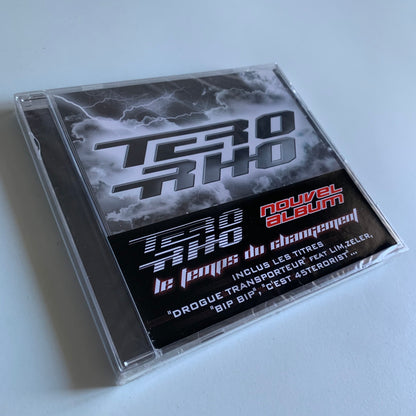 TERO
RHO
TERO
RHO
NOUVEL
ALBUM
le temps du changement
INCLUS LES TITRES
"DROGUE TRANSPORTEUR" FEAT LIM,ZELER,
"BIP BIP", "C'EST 4STERORIST"...